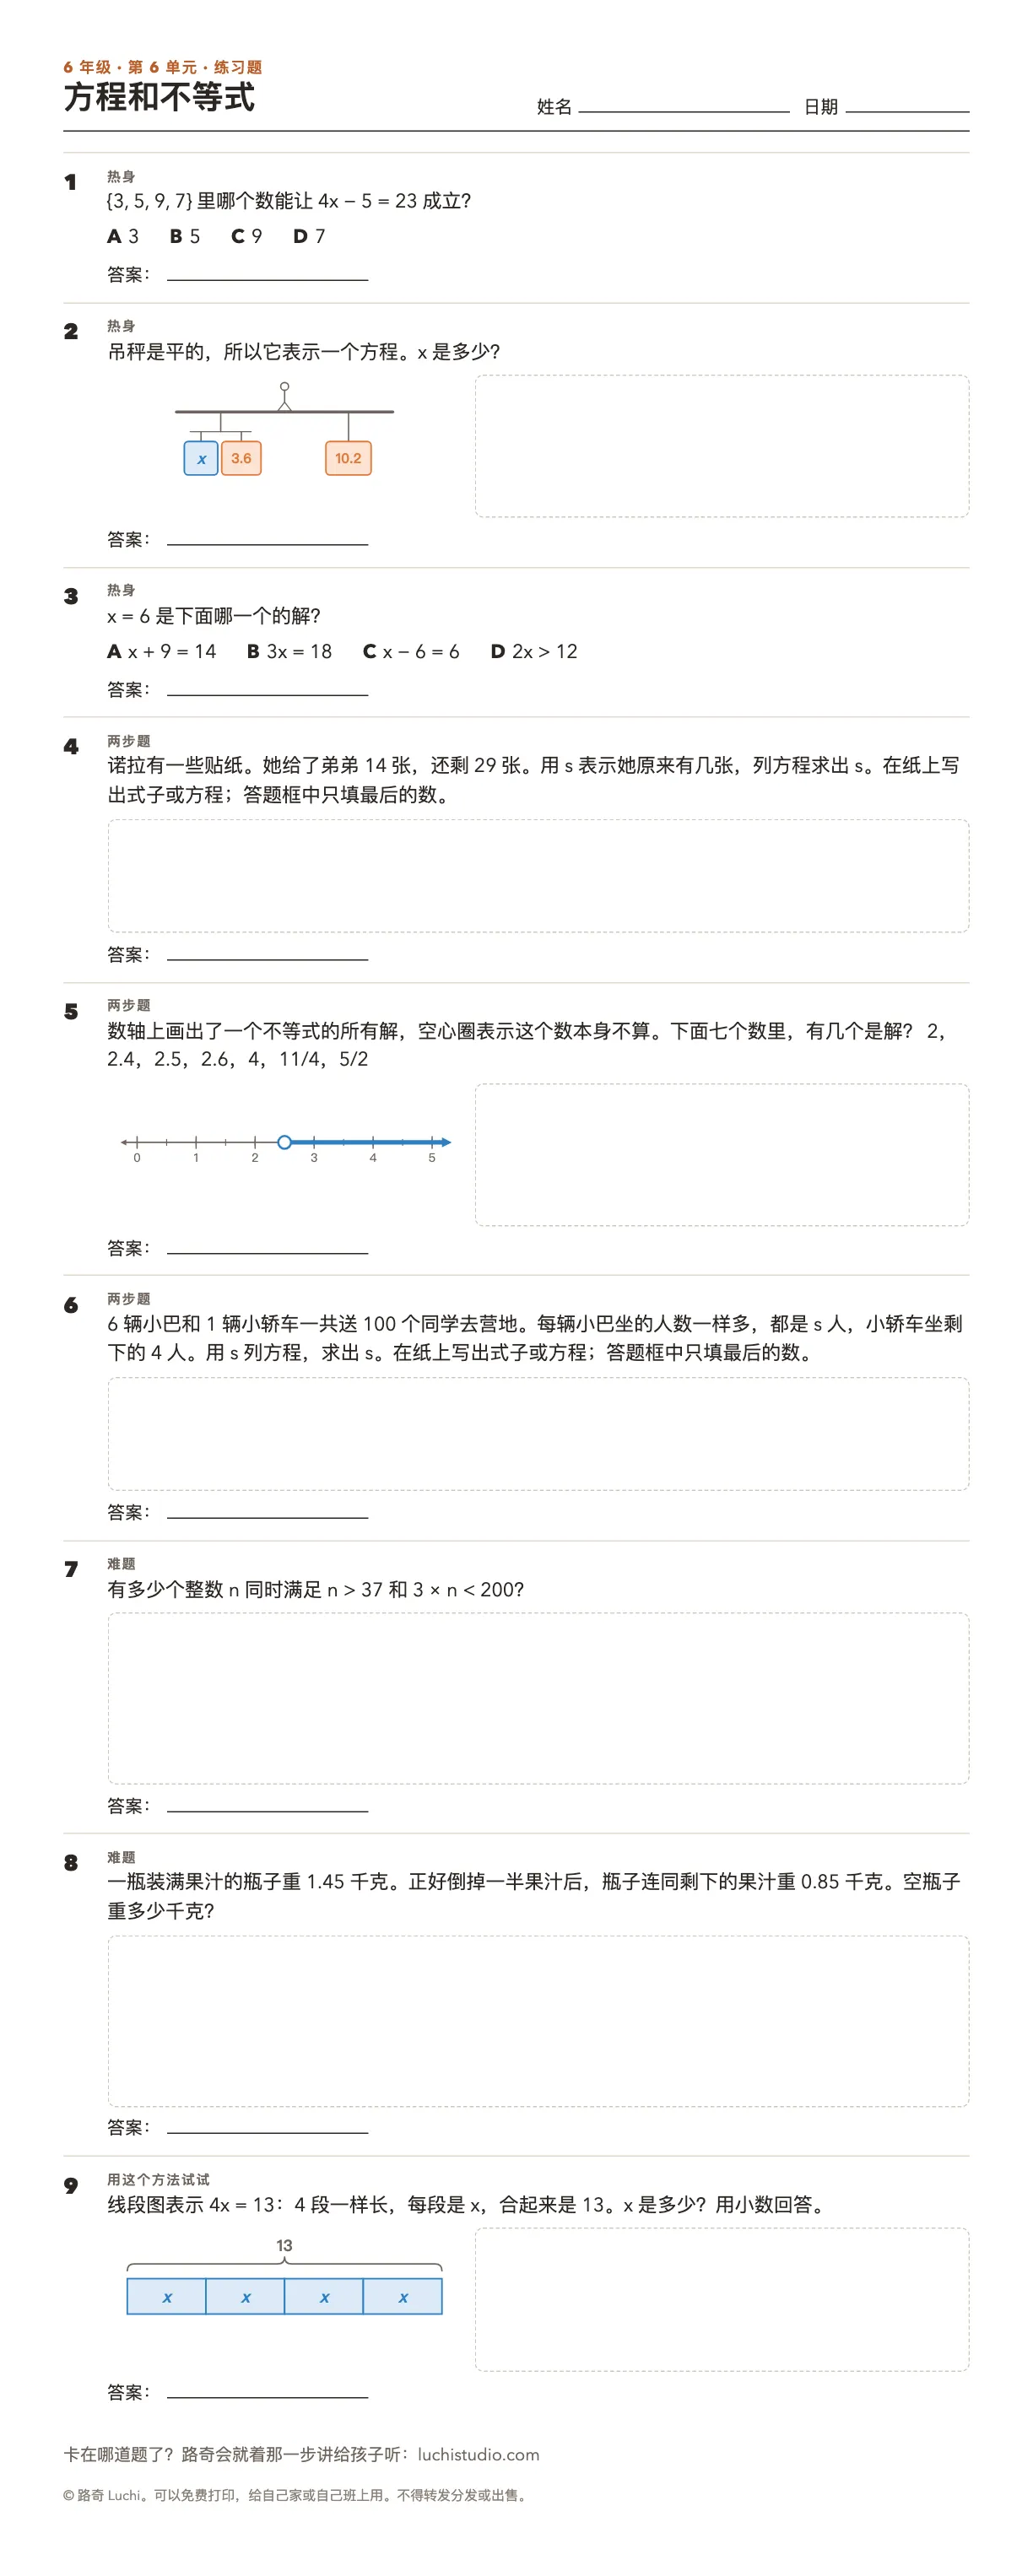 6 年级 · 第 6 单元 · 练习题
方程和不等式
姓名
日期
1
热身
{3, 5, 9, 7} 里哪个数能让 4x − 5 = 23 成立？
A 3 B 5 C 9 D 7
答案：
2
热身
吊秤是平的，所以它表示一个方程。x 是多少？
x 3.6 10.2
答案：
3
热身
x = 6 是下面哪一个的解？
A x + 9 = 14 B 3x = 18 C x − 6 = 6 D 2x > 12
答案：
4
两步题
诺拉有一些贴纸。她给了弟弟 14 张，还剩 29 张。用 s 表示她原来有几张，列方程求出 s。在纸上写
出式子或方程；答题框中只填最后的数。
答案：
5
两步题
数轴上画出了一个不等式的所有解，空心圈表示这个数本身不算。下面七个数里，有几个是解？ 2，
2.4，2.5，2.6，4，11/4，5/2
0 1 2 3 4 5
答案：
6
两步题
6 辆小巴和 1 辆小轿车一共送 100 个同学去营地。每辆小巴坐的人数一样多，都是 s 人，小轿车坐剩
下的 4 人。用 s 列方程，求出 s。在纸上写出式子或方程；答题框中只填最后的数。
答案：
7
难题
有多少个整数 n 同时满足 n > 37 和 3 × n < 200？
答案：
8
难题
一瓶装满果汁的瓶子重 1.45 千克。正好倒掉一半果汁后，瓶子连同剩下的果汁重 0.85 千克。空瓶子
重多少千克？
答案：
9
用这个方法试试
线段图表示 4x = 13：4 段一样长，每段是 x，合起来是 13。x 是多少？用小数回答。
13
x x x x
答案：
卡在哪道题了？路奇会就着那一步讲给孩子听：luchistudio.com
© 路奇 Luchi。可以免费打印，给自己家或自己班上用。不得转发分发或出售。